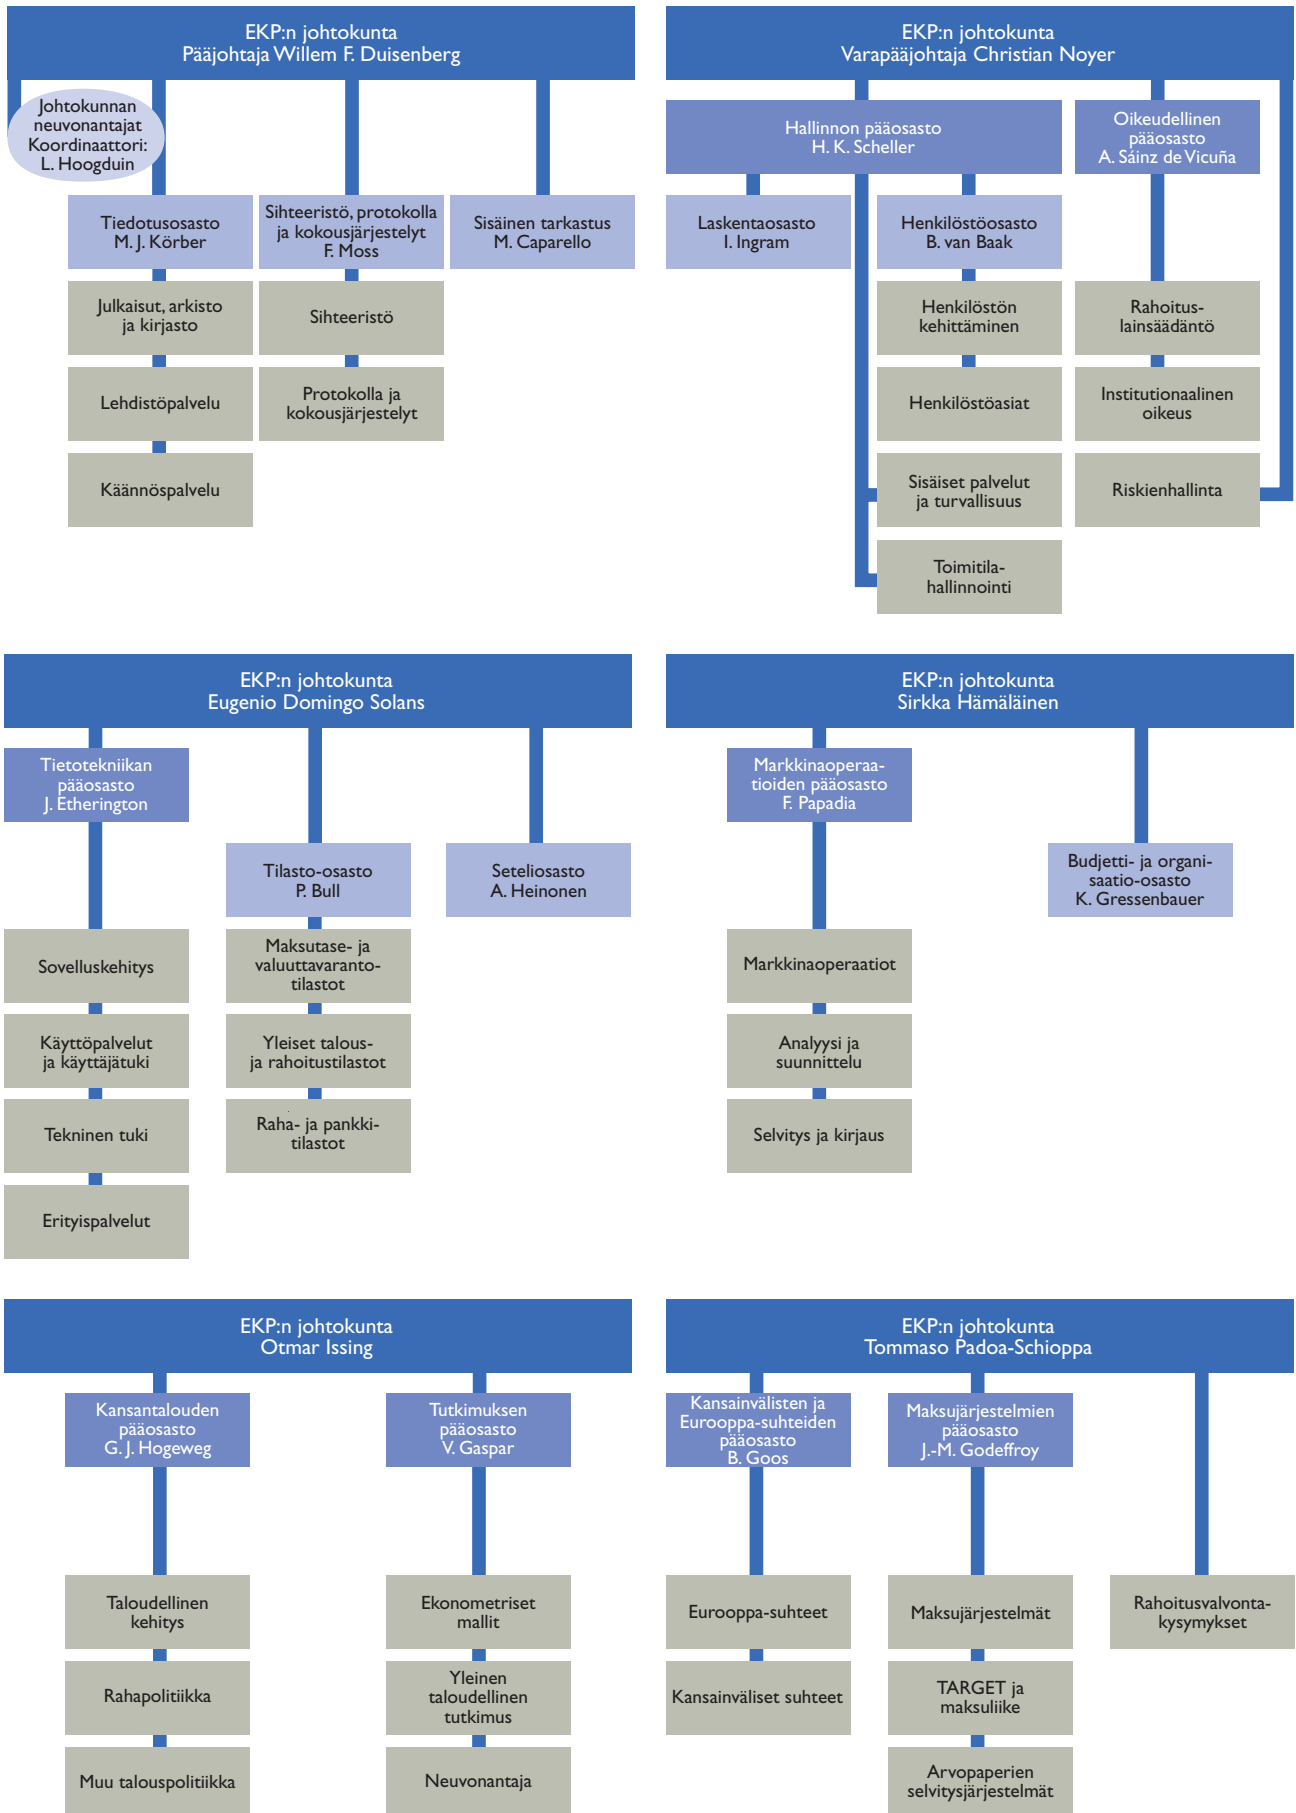 EKP:n johtokunta
Pääjohtaja Willem F. Duisenberg
Johtokunnan
neuvonantajat
Koordinaattori:
L. Hoogduin
Tiedotusosasto
M. J. Körber
Sihteeristö, protokolla
ja kokousjärjestelyt
F. Moss
Sisäinen tarkastus
M. Caparello
Julkaisut, arkisto
ja kirjasto
Sihteeristö
Lehdistöpalvelu
Protokolla ja
kokousjärjestelyt
Käännöspalvelu
EKP:n johtokunta
Varapääjohtaja Christian Noyer
Hallinnon pääosasto
H. K. Scheller
Oikeudellinen
pääosasto
A. Sáinz de Vicuña
Laskentaosasto
I. Ingram
Henkilöstöosasto
B. van Baak
Henkilöstön
kehittäminen
Rahoitus-
lainsäädäntö
Henkilöstöasiat
Institutionaalinen
oikeus
Sisäiset palvelut
ja turvallisuus
Riskienhallinta
Toimitila-
hallinnointi
EKP:n johtokunta
Eugenio Domingo Solans
Tietotekniikan
pääosasto
J. Etherington
Tilasto-osasto
P. Bull
Seteliosasto
A. Heinonen
Sovelluskehitys
Maksutase- ja
valuuttavaranto-
tilastot
Käyttöpalvelut
ja käyttäjätuki
Yleiset talous-
ja rahoitustilastot
Tekninen tuki
Raha- ja pankki-
tilastot
Erityispalvelut
EKP:n johtokunta
Sirkka Hämäläinen
Markkinaoperaa-
tioiden pääosasto
F. Papadia
Budjetti- ja organi-
saatio-osasto
K. Gressenbauer
Markkinaoperaatiot
Analyysi ja
suunnittelu
Selvitys ja kirjaus
EKP:n johtokunta
Otmar Issing
Kansantalouden
pääosasto
G. J. Hogeweg
Tutkimuksen
pääosasto
V. Gaspar
Taloudellinen
kehitys
Ekonometriset
mallit
Rahapolitiikka
Yleinen
taloudellinen
tutkimus
Muu talouspolitiikka
Neuvonantaja
EKP:n johtokunta
Tommaso Padoa-Schioppa
Kansainvälisten ja
Eurooppa-suhteiden
pääosasto
B. Goos
Maksujärjestelmien
pääosasto
J.-M. Godeffroy
Eurooppa-suhteet
Maksujärjestelmät
Rahoitusvalvonta-
kysymykset
Kansainväliset suhteet
TARGET ja
maksuliike
Arvopaperien
selvitysjärjestelmät